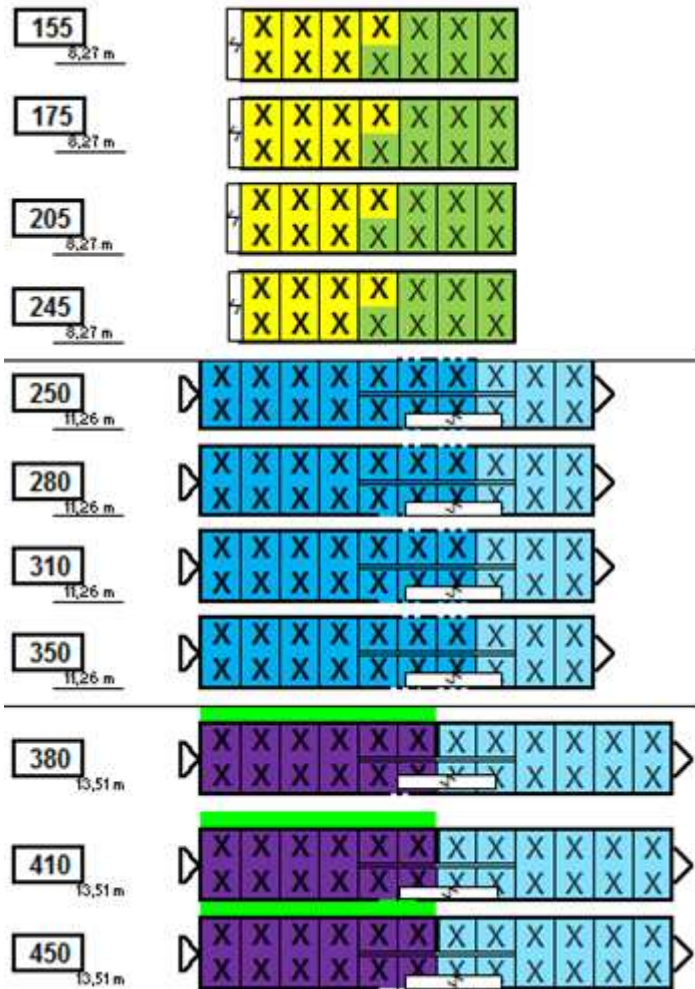 155 X X X X X X X
X X X X X X X
8,27 m
175 X X X X X X X
X X X X X X X
8,27 m
205 X X X X X X X
X X X X X X X
8,27 m
245 X X X X X X X
X X X X X X X
8,27 m
250 X X X X X X X X X X
X X X X X X X X X X
11,26 m
280 X X X X X X X X X X
X X X X X X X X X X
11,26 m
310 X X X X X X X X X X
X X X X X X X X X X
11,26 m
350 X X X X X X X X X X
X X X X X X X X X X
11,26 m
380 X X X X X X X X X X X X
X X X X X X X X X X X X
13,51 m
410 X X X X X X X X X X X X
X X X X X X X X X X X X
13,51 m
450 X X X X X X X X X X X X
X X X X X X X X X X X X
13,51 m